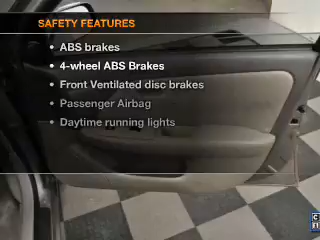 SAFETY FEATURES
• ABS brakes
• 4-wheel ABS Brakes
• Front Ventilated disc brakes
• Passenger Airbag
• Daytime running lights